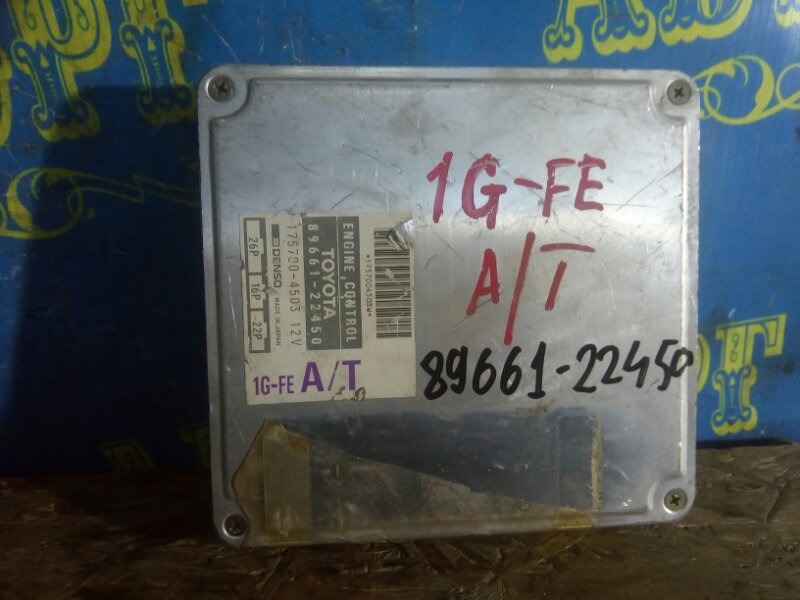 1G-FE
A/T
89661-22450
ENGINE CONTROL
TOYOTA
89661-22450
175700-4503 12V
DENSO MADE IN JAPAN
26P 16P 22P
*1757004503W*
1G-FE A/T